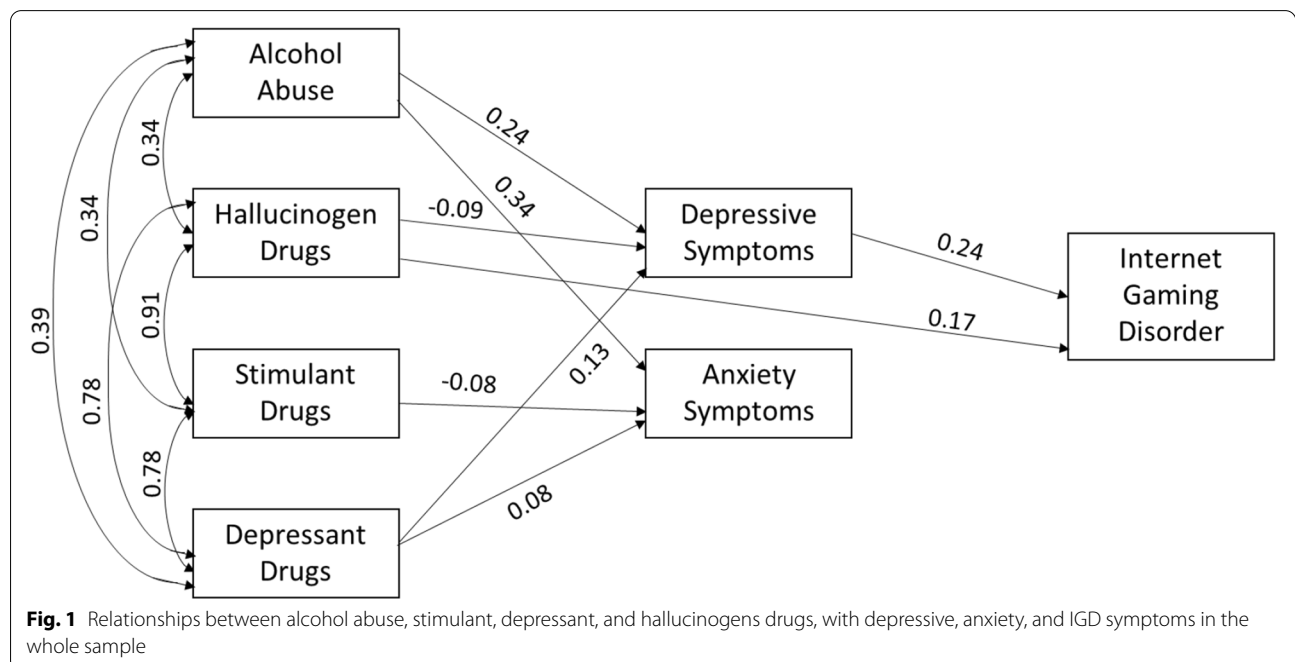 Alcohol
Abuse
0.24
0.34
0.34
0.34
Hallucinogen
Drugs
-0.09
Depressive
Symptoms
0.24
Internet
Gaming
Disorder
0.17
0.91
0.39
0.78
0.13
Stimulant
Drugs
-0.08
Anxiety
Symptoms
0.78
0.08
Depressant
Drugs
Fig. 1 Relationships between alcohol abuse, stimulant, depressant, and hallucinogens drugs, with depressive, anxiety, and IGD symptoms in the
whole sample